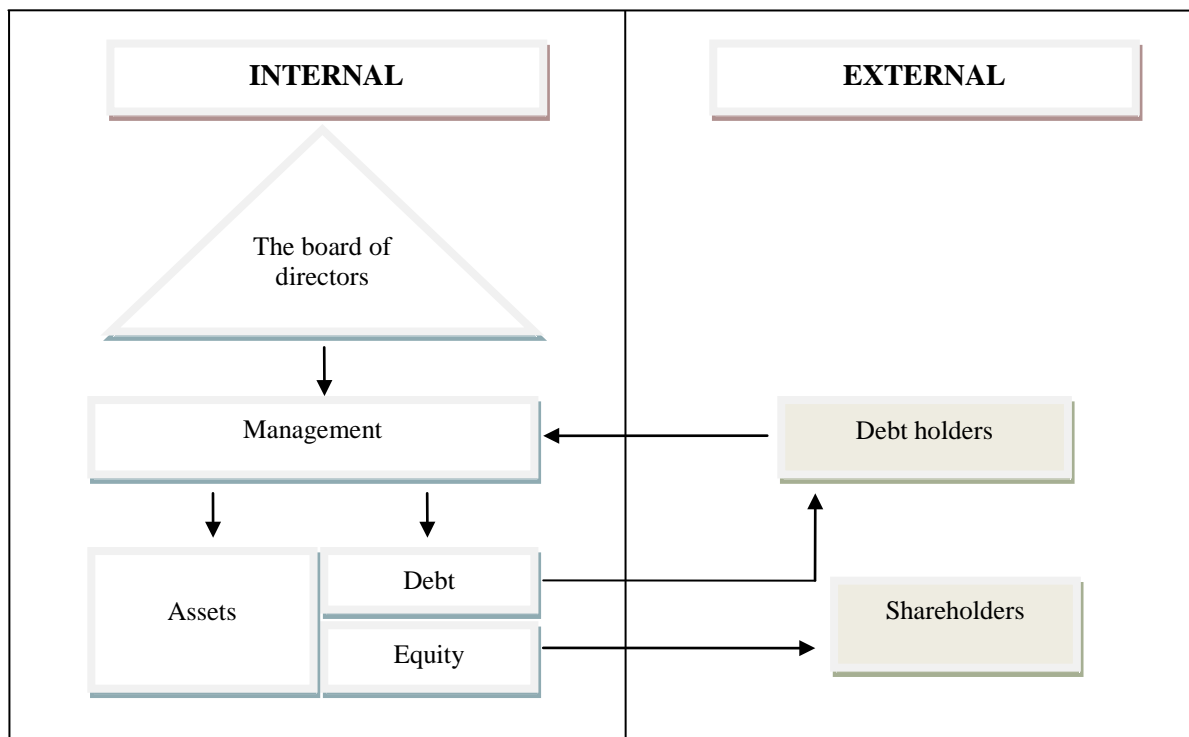 INTERNAL
EXTERNAL
The board of
directors
Management
Debt holders
Assets
Debt
Equity
Shareholders